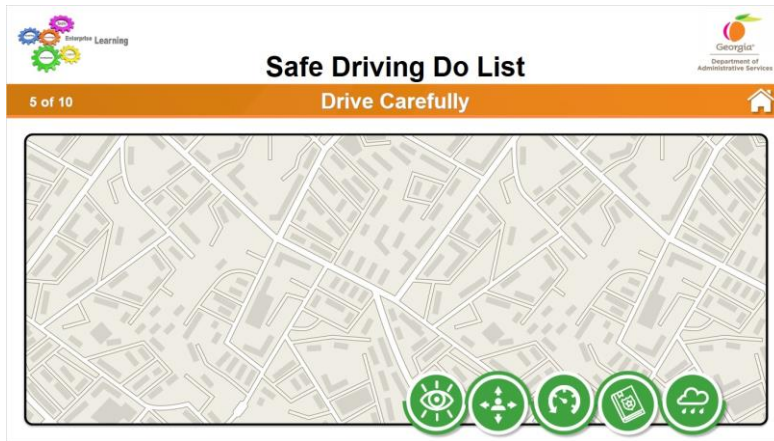 Enterprise Learning
Georgia
Department of
Administrative Services
Safe Driving Do List
5 of 10
Drive Carefully